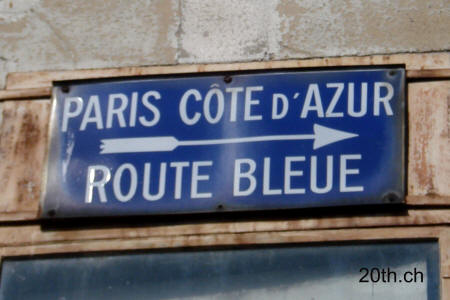 PARIS CÔTE D'AZUR
ROUTE BLEUE
20th.ch